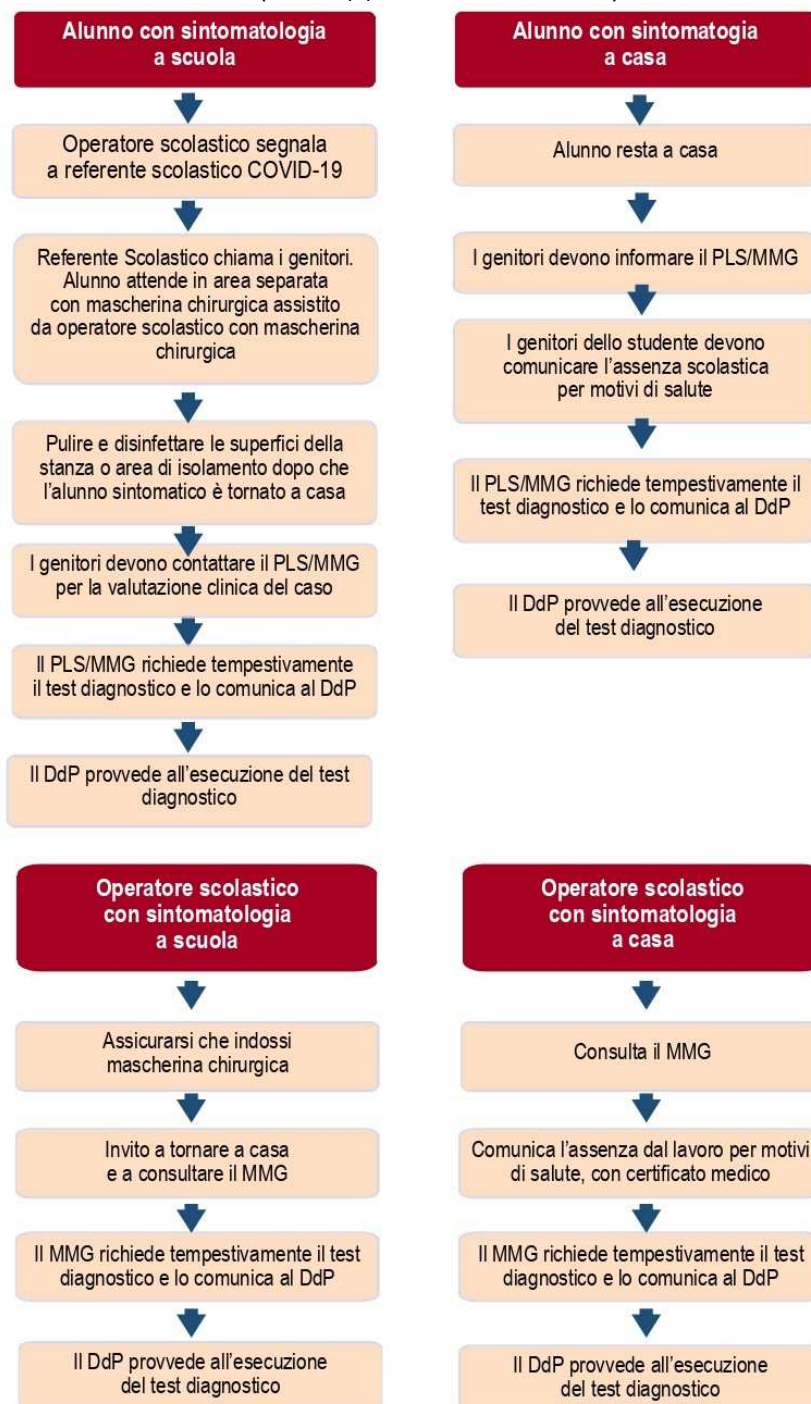 Alunno con sintomatologia
a scuola
Operatore scolastico segnala
a referente scolastico COVID-19
Referente Scolastico chiama i genitori.
Alunno attende in area separata
con mascherina chirurgica assistito
da operatore scolastico con mascherina
chirurgica
Pulire e disinfettare le superfici della
stanza o area di isolamento dopo che
l'alunno sintomatico è tornato a casa
I genitori devono contattare il PLS/MMG
per la valutazione clinica del caso
Il PLS/MMG richiede tempestivamente
il test diagnostico e lo comunica al DdP
Il DdP provvede all'esecuzione del test
diagnostico
Alunno con sintomatogia
a casa
Alunno resta a casa
I genitori devono informare il PLS/MMG
I genitori dello studente devono
comunicare l'assenza scolastica
per motivi di salute
Il PLS/MMG richiede tempestivamente il
test diagnostico e lo comunica al DdP
Il DdP provvede all'esecuzione
del test diagnostico
Operatore scolastico
con sintomatologia
a scuola
Assicurarsi che indossi
mascherina chirurgica
Invito a tornare a casa
e a consultare il MMG
Il MMG richiede tempestivamente il test
diagnostico e lo comunica al DdP
Il DdP provvede all'esecuzione
del test diagnostico
Operatore scolastico
con sintomatologia
a casa
Consulta il MMG
Comunica l'assenza dal lavoro per motivi
di salute, con certificato medico
Il MMG richiede tempestivamente il test
diagnostico e lo comunica al DdP
Il DdP provvede all'esecuzione
del test diagnostico